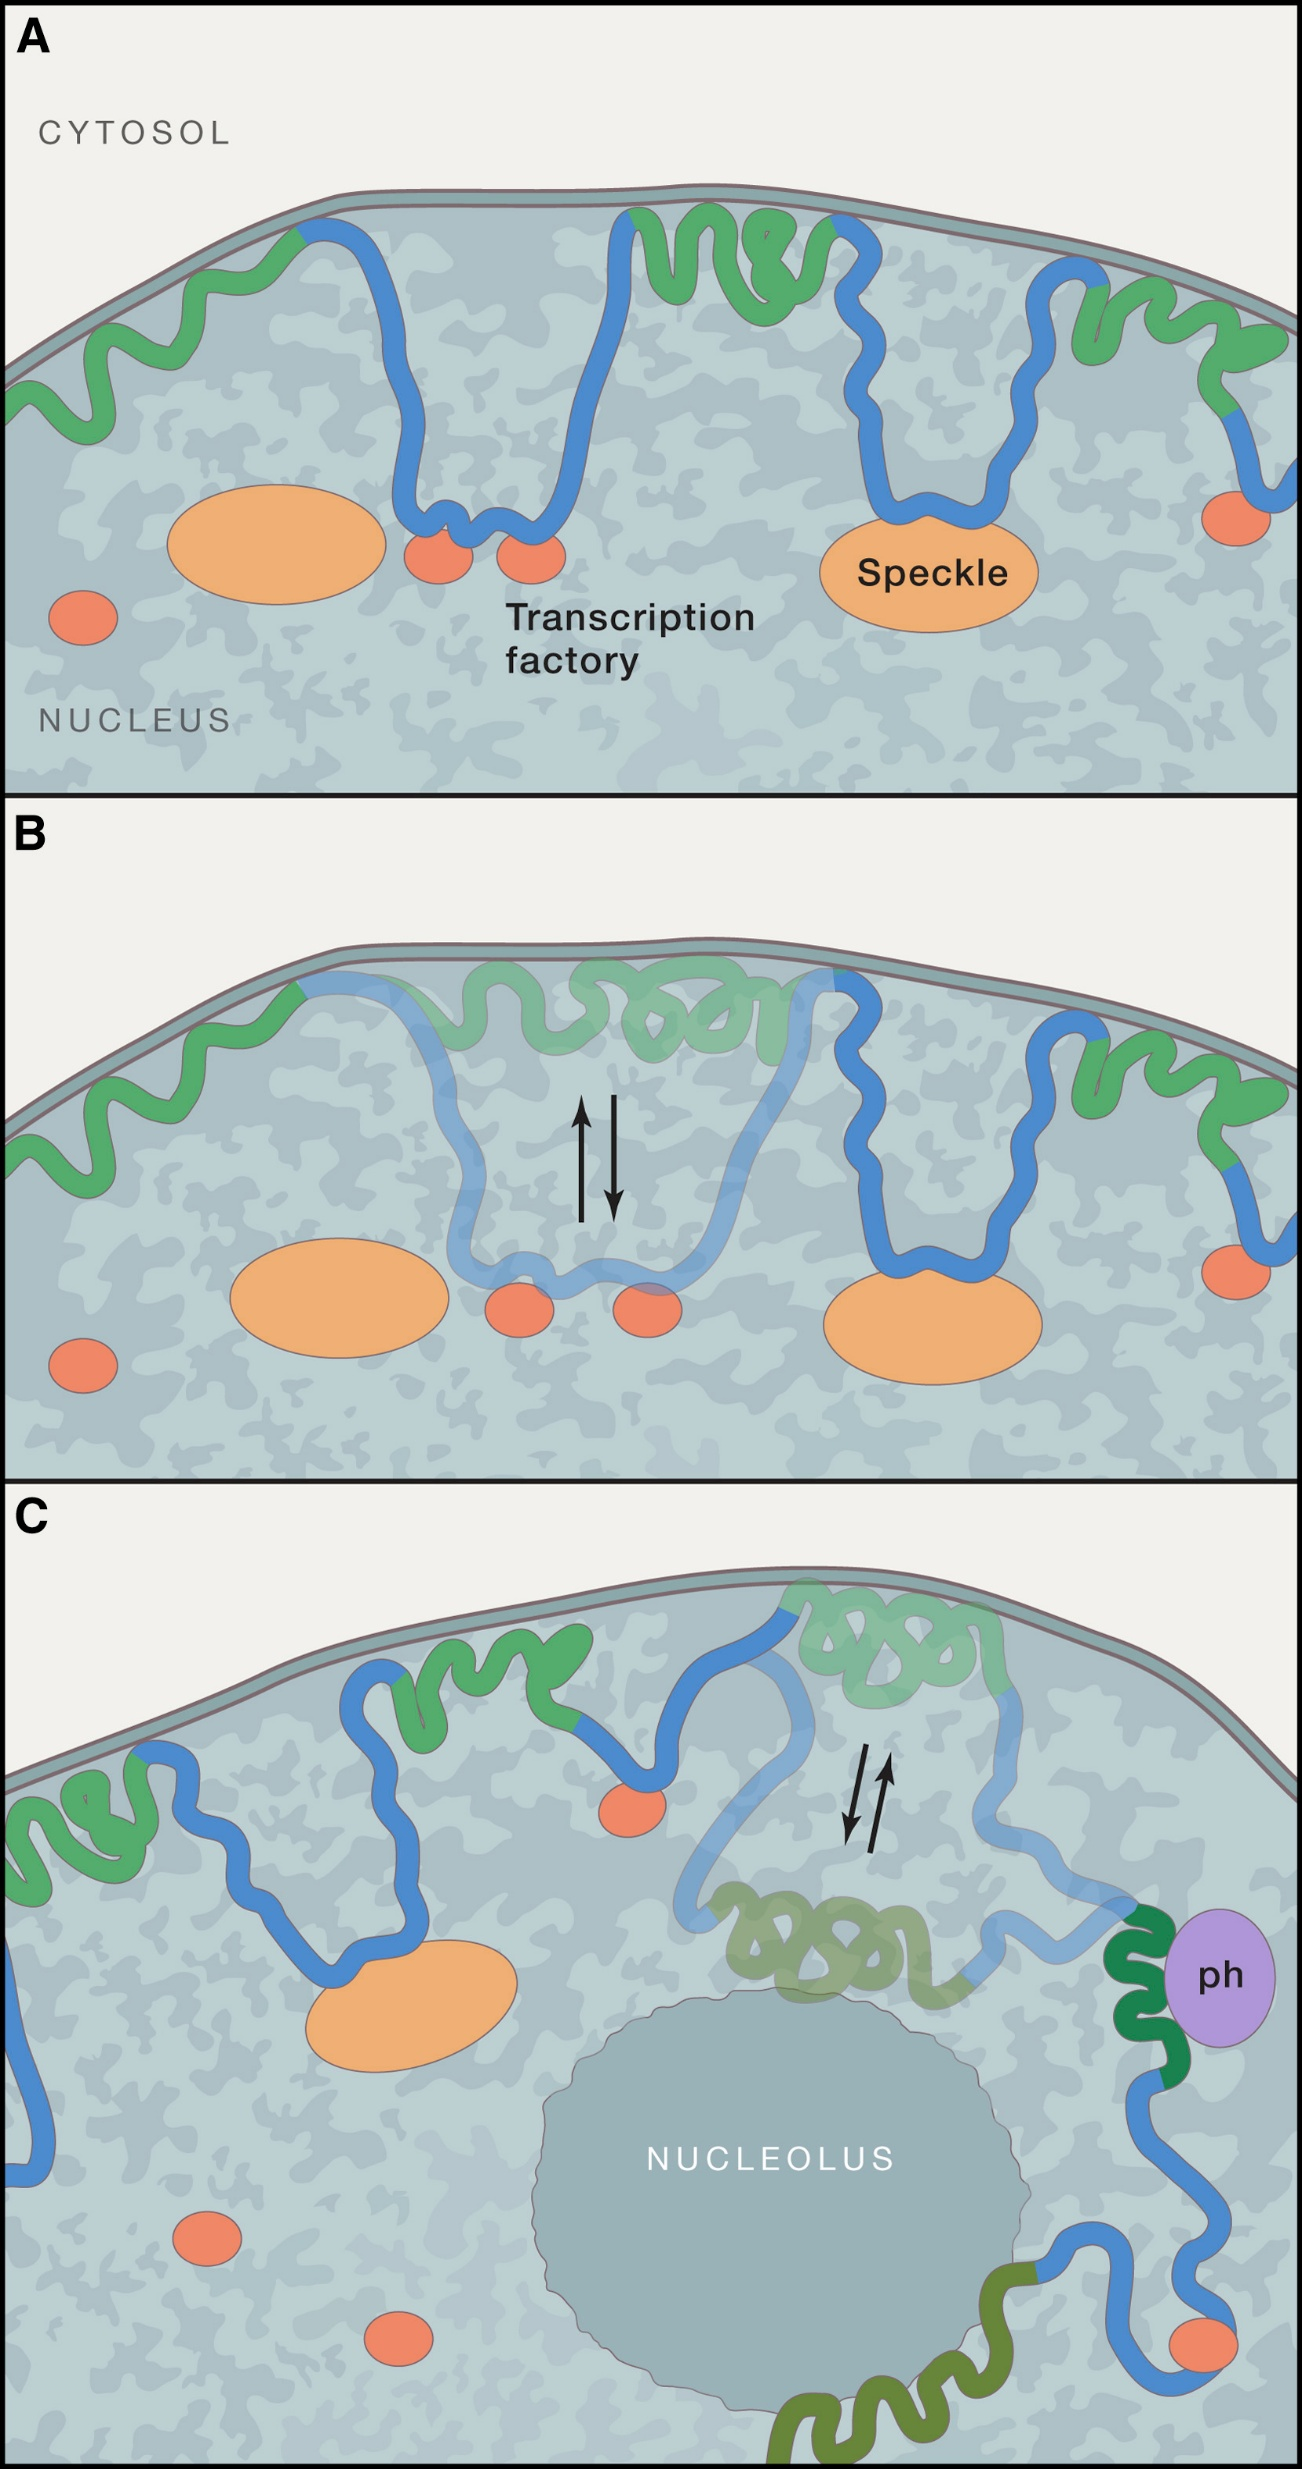 A
CYTOSOL
Speckle
Transcription
factory
NUCLEUS
B
C
ph
NUCLEOLUS